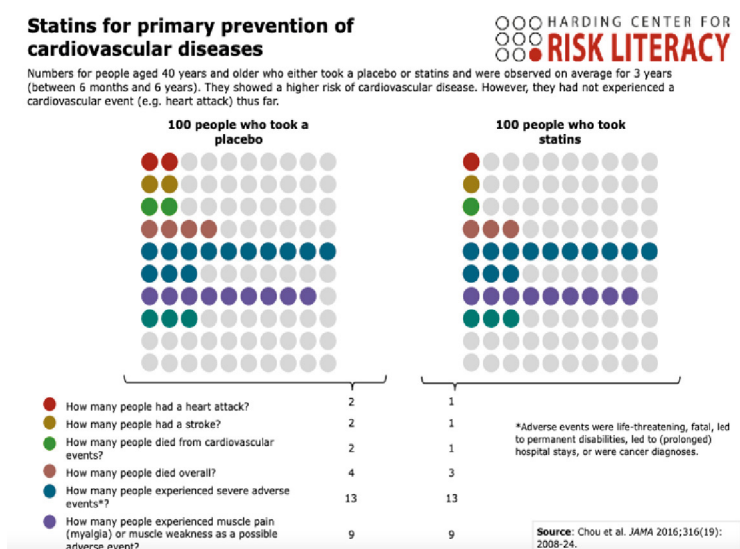 Statins for primary prevention of
cardiovascular diseases
HARDING CENTER FOR
RISK LITERACY
Numbers for people aged 40 years and older who either took a placebo or statins and were observed on average for 3 years
(between 6 months and 6 years). They showed a higher risk of cardiovascular disease. However, they had not experienced a
cardiovascular event (e.g. heart attack) thus far.
100 people who took a
placebo
100 people who took
statins
How many people had a heart attack? 2 1
How many people had a stroke? 2 1
How many people died from cardiovascular
events? 2 1
How many people died overall? 4 3
How many people experienced severe adverse
events*? 13 13
How many people experienced muscle pain
(myalgia) or muscle weakness as a possible
adverse event? 9 9
*Adverse events were life-threatening, fatal, led
to permanent disabilities, led to (prolonged)
hospital stays, or were cancer diagnoses.
Source: Chou et al. JAMA 2016;316(19):
2008-24.